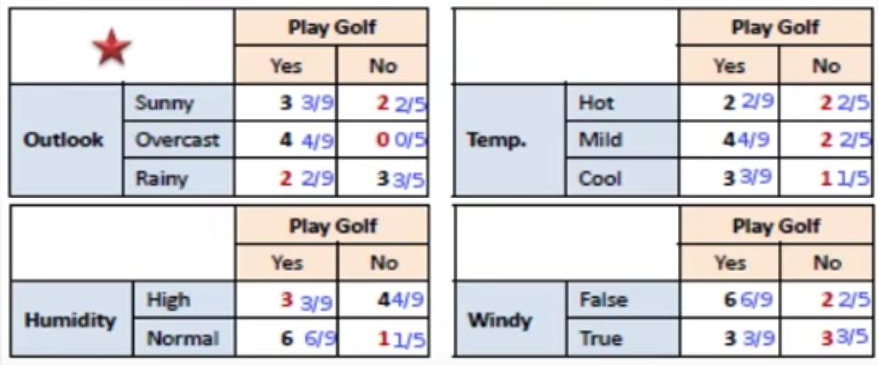 Play Golf
Yes No
Outlook Sunny 3 3/9 2 2/5
Overcast 4 4/9 0 0/5
Rainy 2 2/9 3 3/5
Play Golf
Yes No
Temp. Hot 2 2/9 2 2/5
Mild 4 4/9 2 2/5
Cool 3 3/9 1 1/5
Play Golf
Yes No
Humidity High 3 3/9 4 4/9
Normal 6 6/9 1 1/5
Play Golf
Yes No
Windy False 6 6/9 2 2/5
True 3 3/9 3 3/5